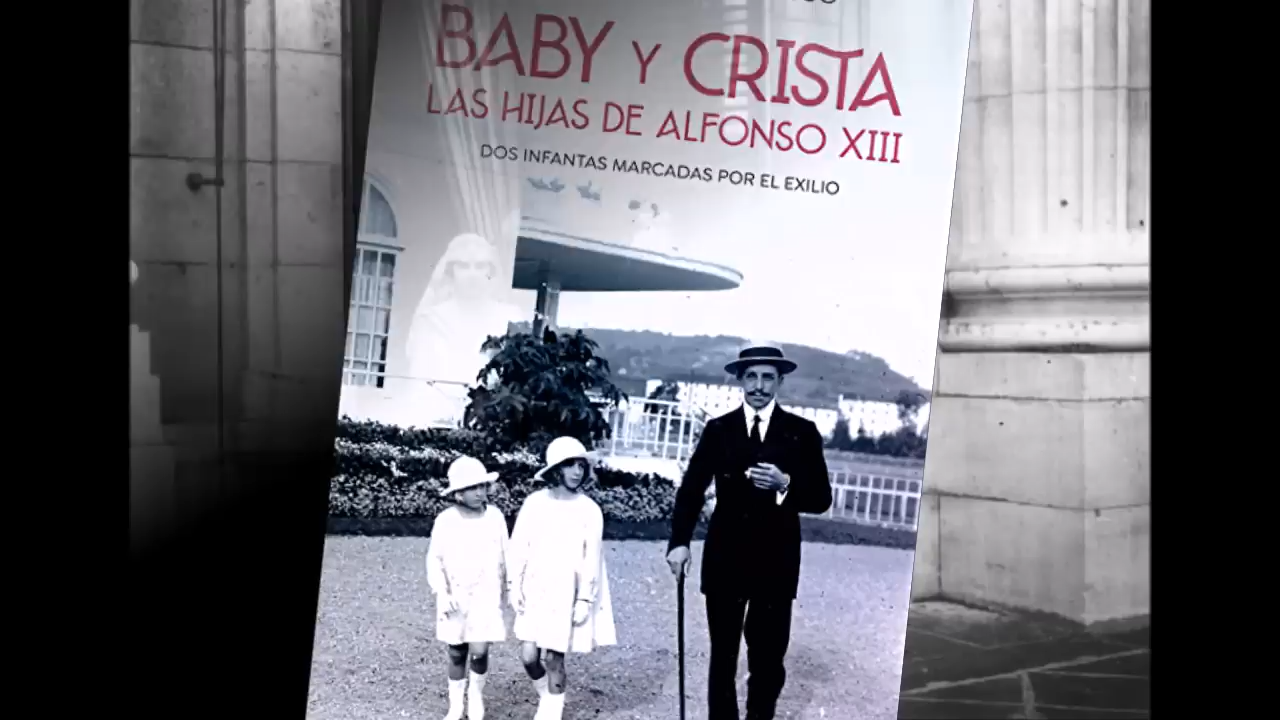 BABY Y CRISTA
LAS HIJAS DE ALFONSO XIII
DOS INFANTAS MARCADAS POR EL EXILIO